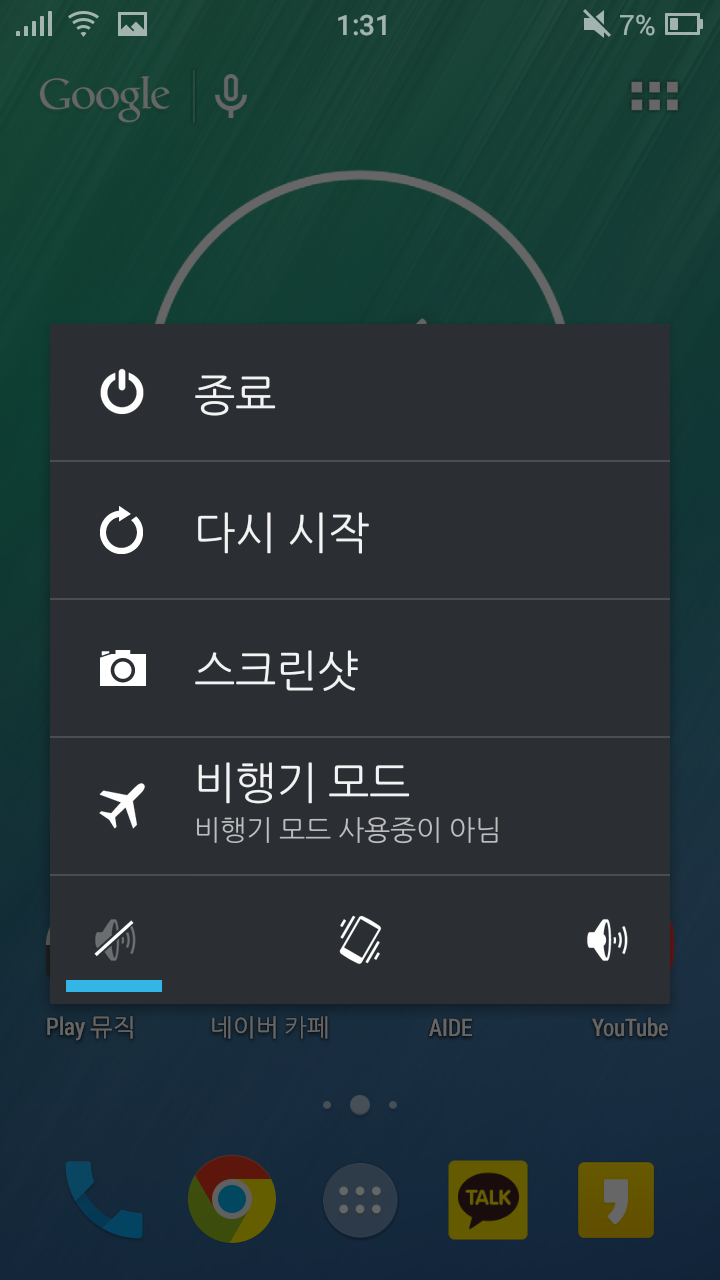 1:31
7%
Google
종료
다시 시작
스크린샷
비행기 모드
비행기 모드 사용중이 아님
Play 뮤직
네이버 카페
AIDE
YouTube
TALK